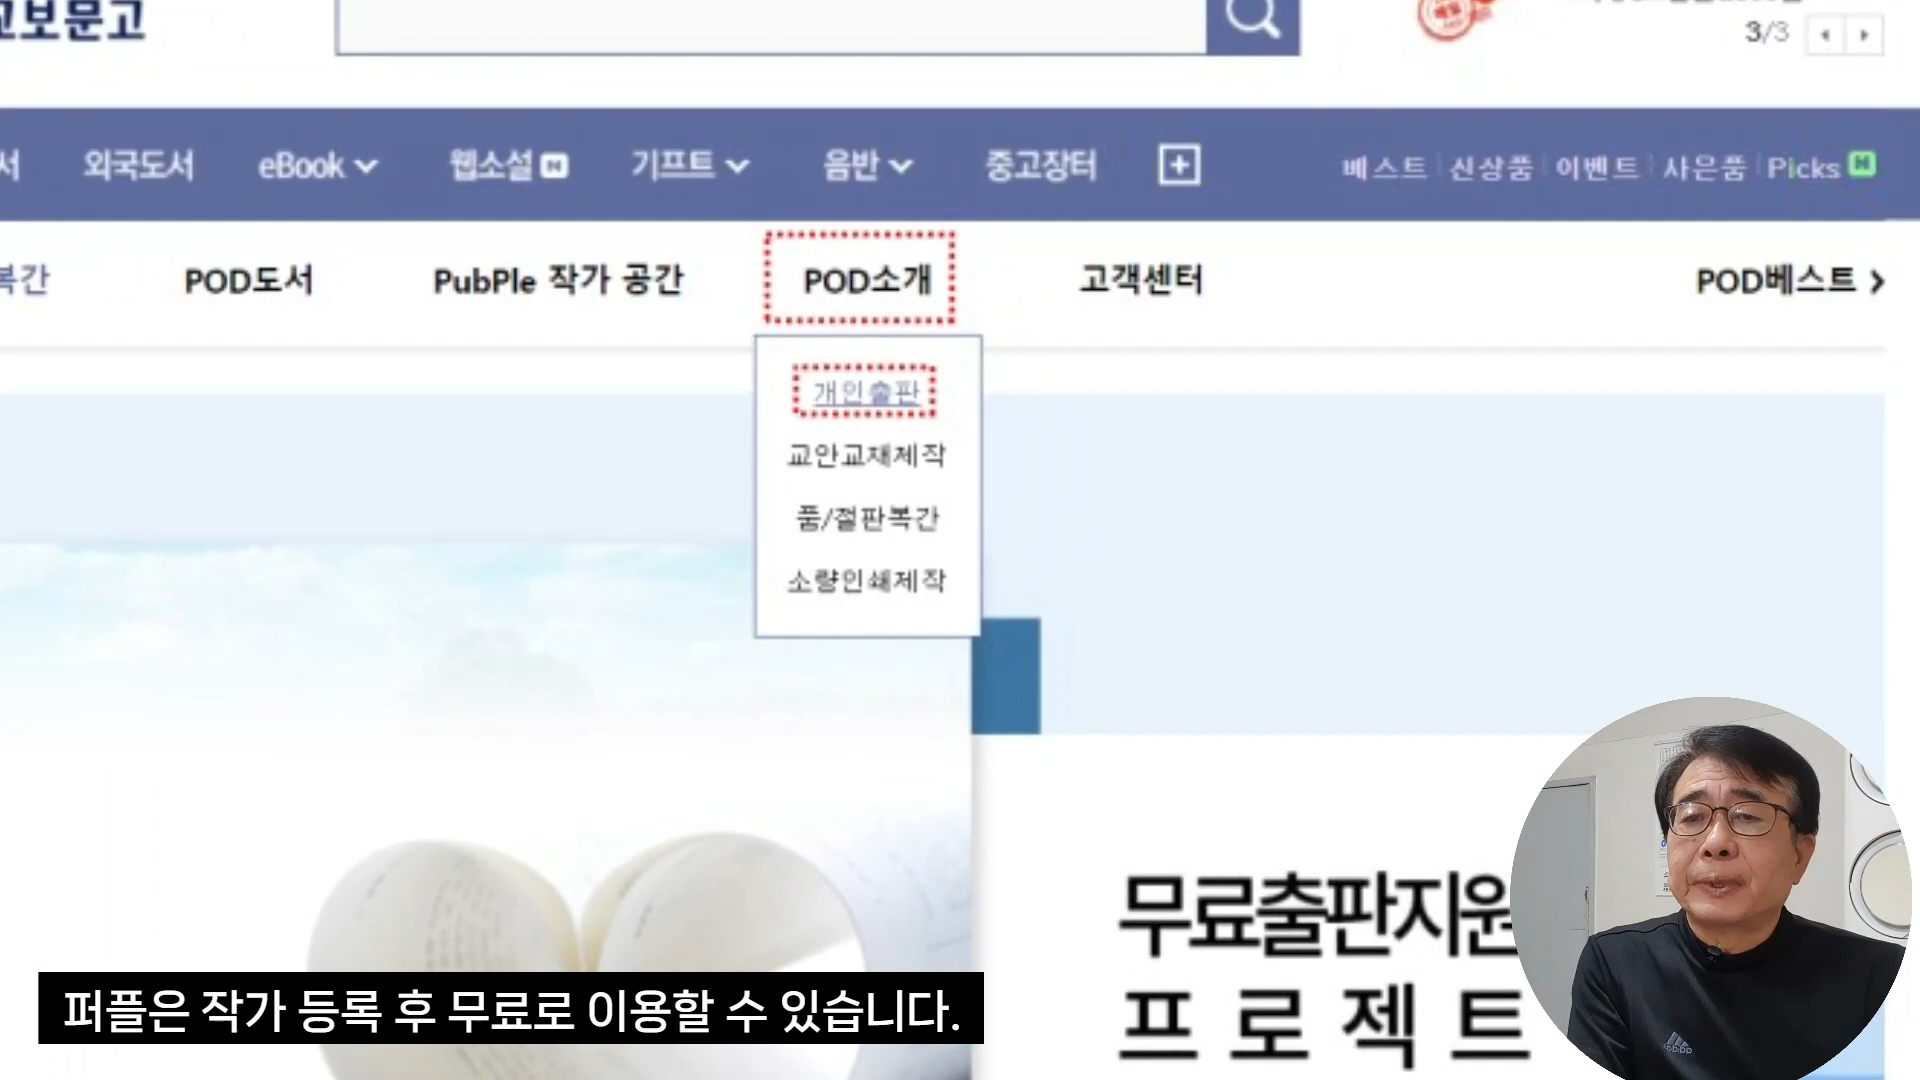 교보문고
3/3
서 외국도서 eBook 웹소설 N 기프트 음반 중고장터 베스트 신상품 이벤트 사은품 Picks N
복간 POD도서 PubPle 작가 공간 POD소개 고객센터 POD베스트
개인출판
교안교재제작
품/절판복간
소량인쇄제작
무료출판지원
프로젝트
퍼플은 작가 등록 후 무료로 이용할 수 있습니다.
adidas